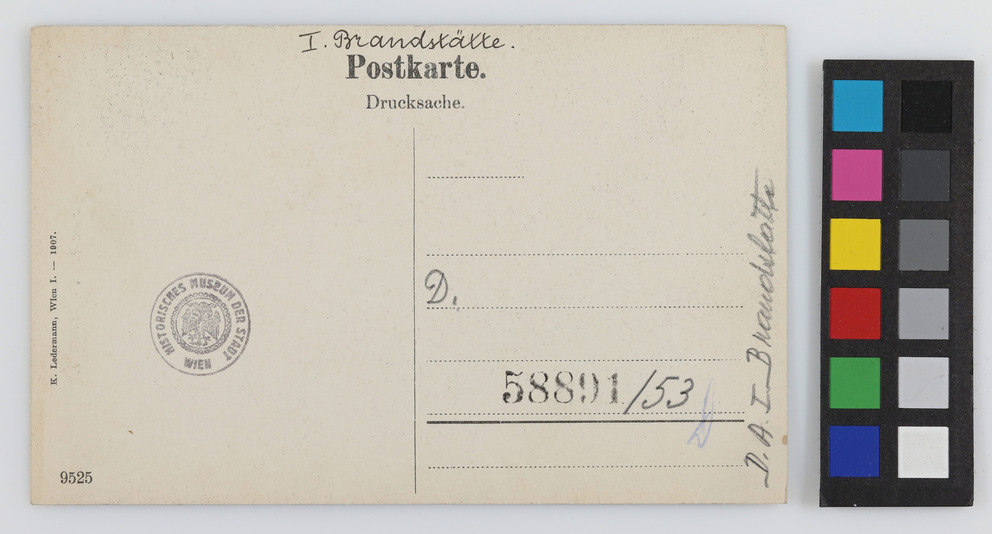 I. Brandstätte.
Postkarte.
Drucksache.
K. Ledermann, Wien I. — 1907.
HISTORISCHES MUSEUM DER STADT
WIEN
D.
58891/53
D. A. I. Brandstätte
9525